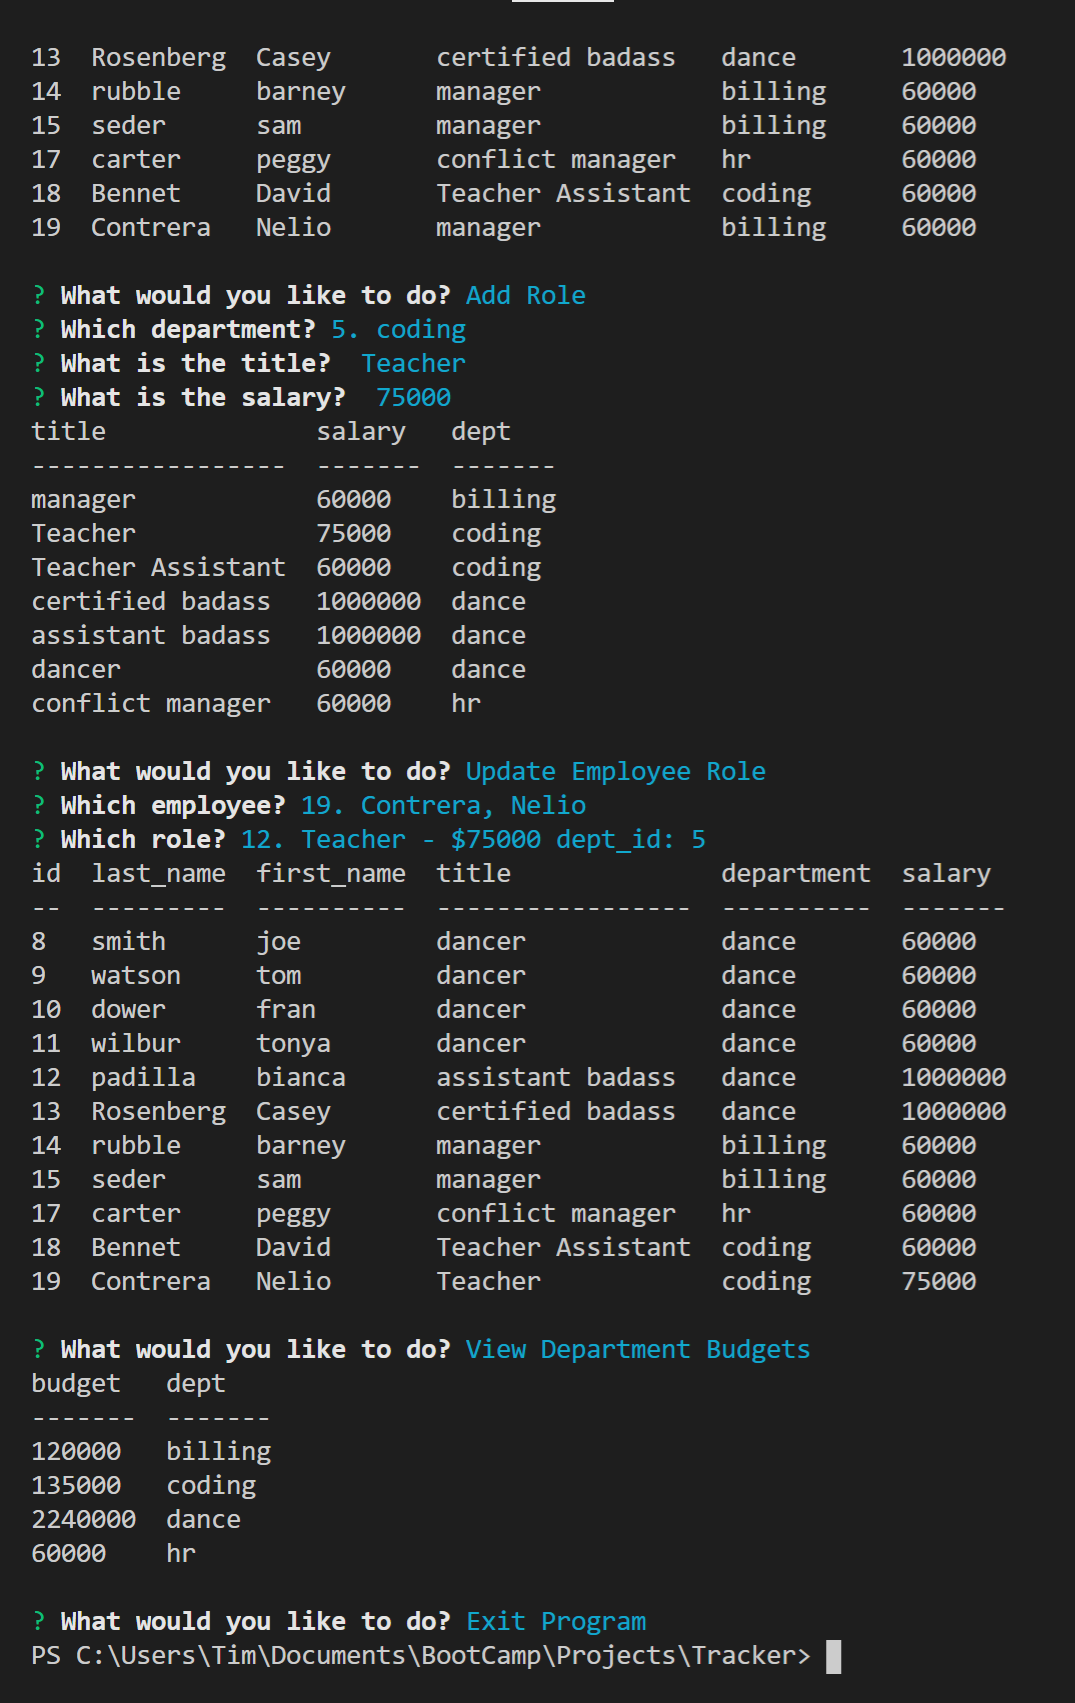 13  Rosenberg  Casey       certified badass   dance       1000000
14  rubble     barney      manager            billing     60000
15  seder      sam         manager            billing     60000
17  carter     peggy       conflict manager   hr          60000
18  Bennet     David       Teacher Assistant  coding      60000
19  Contrera   Nelio       manager            billing     60000
? What would you like to do? Add Role
? Which department? 5. coding
? What is the title?  Teacher
? What is the salary?  75000
title              salary   dept
-----------------  -------  -------
manager            60000    billing
Teacher            75000    coding
Teacher Assistant  60000    coding
certified badass   1000000  dance
assistant badass   1000000  dance
dancer             60000    dance
conflict manager   60000    hr
? What would you like to do? Update Employee Role
? Which employee? 19. Contrera, Nelio
? Which role? 12. Teacher - $75000 dept_id: 5
id  last_name  first_name  title              department  salary
--  ---------  ----------  -----------------  ----------  -------
8   smith      joe         dancer             dance       60000
9   watson     tom         dancer             dance       60000
10  dower      fran        dancer             dance       60000
11  wilbur     tonya       dancer             dance       60000
12  padilla    bianca      assistant badass   dance       1000000
13  Rosenberg  Casey       certified badass   dance       1000000
14  rubble     barney      manager            billing     60000
15  seder      sam         manager            billing     60000
17  carter     peggy       conflict manager   hr          60000
18  Bennet     David       Teacher Assistant  coding      60000
19  Contrera   Nelio       Teacher            coding      75000
? What would you like to do? View Department Budgets
budget   dept
-------  -------
120000   billing
135000   coding
2240000  dance
60000    hr
? What would you like to do? Exit Program
PS C:\Users\Tim\Documents\BootCamp\Projects\Tracker>